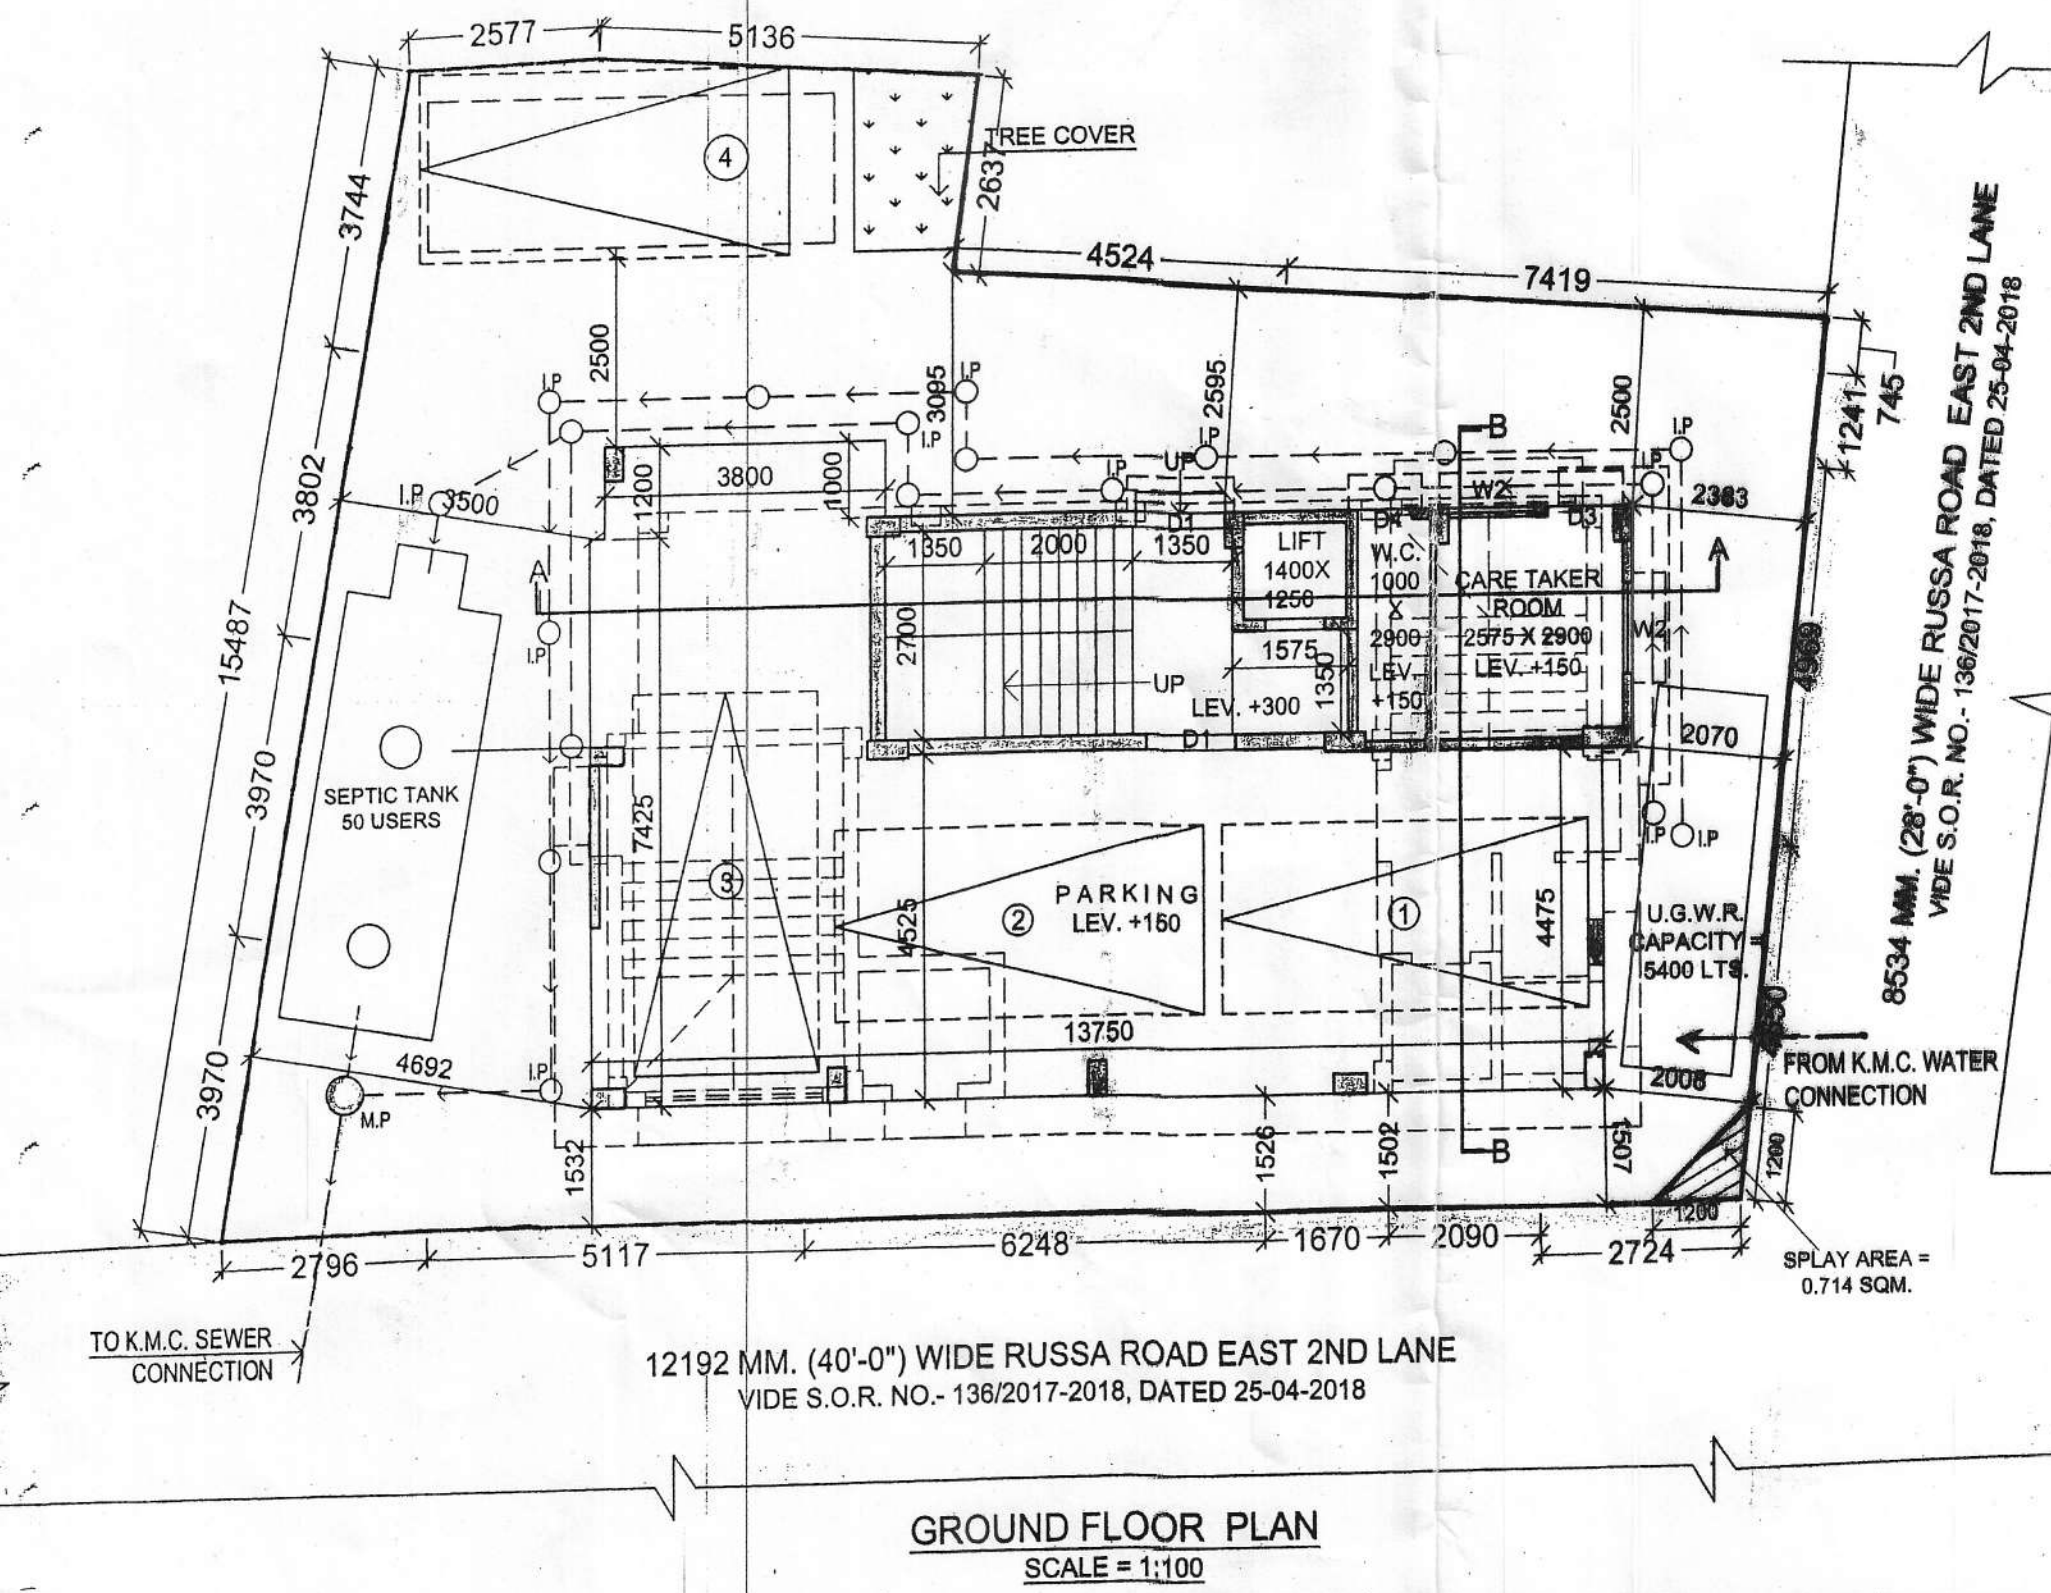 2577
5136
TREE COVER
2637
4
3744
4524
7419
15487
2500
3095
2595
2500
1241
745
8534 MM. (28'-0") WIDE RUSSA ROAD EAST 2ND LANE
VIDE S.O.R. NO.- 136/2017-2018, DATED 25-04-2018
I.P
I.P
I.P
I.P
I.P
I.P
I.P
I.P
UP
B
3802
3500
1200
3800
1000
W2
2383
D1
D4
D3
1350
2000
1350
LIFT
1400X
1250
W.C.
1000
X
2900
LEV.
+150
CARE TAKER
ROOM
2575 X 2900
LEV. +150
A
A
I.P
2700
1575
1350
W2
4969
UP
LEV. +300
D1
2070
3970
SEPTIC TANK
50 USERS
7425
3
2
PARKING
LEV. +150
4525
1
4475
I.P
I.P
U.G.W.R.
CAPACITY =
5400 LTS.
13750
FROM K.M.C. WATER
CONNECTION
3970
4692
I.P
M.P
2008
1532
1526
1502
B
1507
1200
1200
2796
5117
6248
1670
2090
2724
SPLAY AREA =
0.714 SQM.
TO K.M.C. SEWER
CONNECTION
12192 MM. (40'-0") WIDE RUSSA ROAD EAST 2ND LANE
VIDE S.O.R. NO.- 136/2017-2018, DATED 25-04-2018
GROUND FLOOR PLAN
SCALE = 1:100